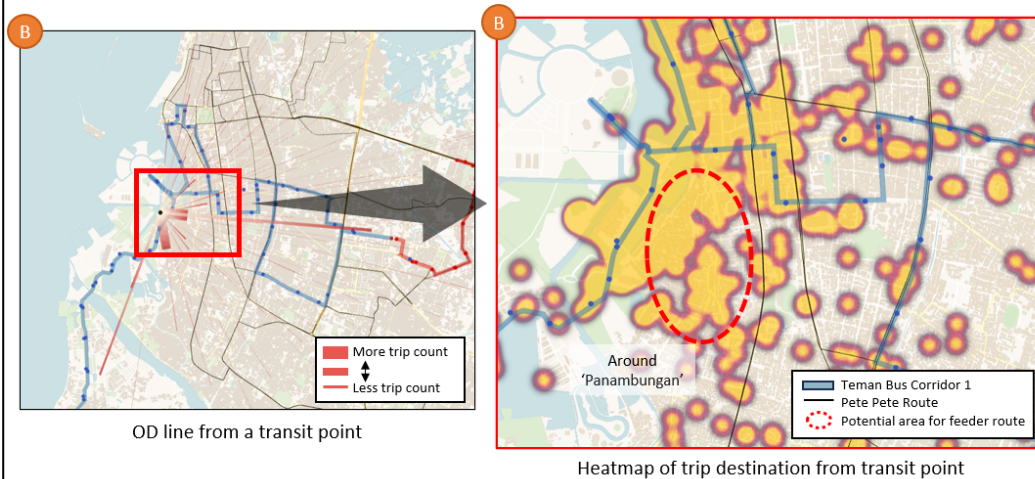 B
More trip count
Less trip count
OD line from a transit point
B
Around
'Panambungan'
Teman Bus Corridor 1
Pete Pete Route
Potential area for feeder route
Heatmap of trip destination from transit point